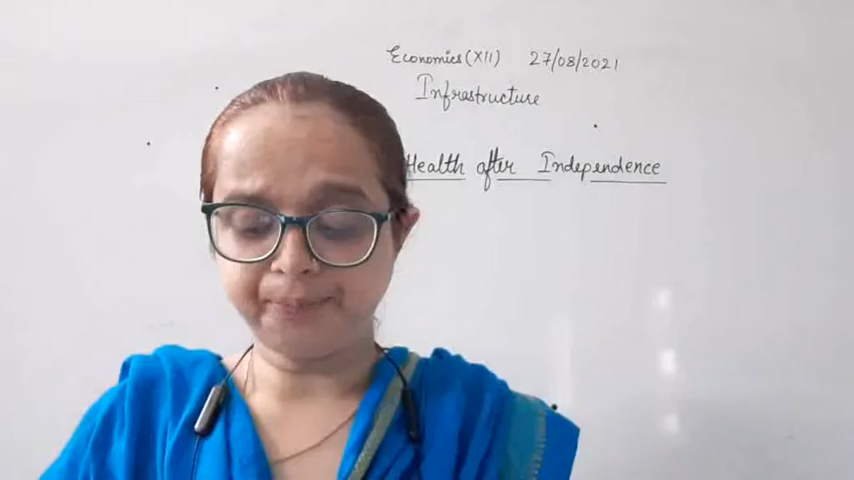 Economics(XII) 27/08/2021
Infrastructure
Health after Independence